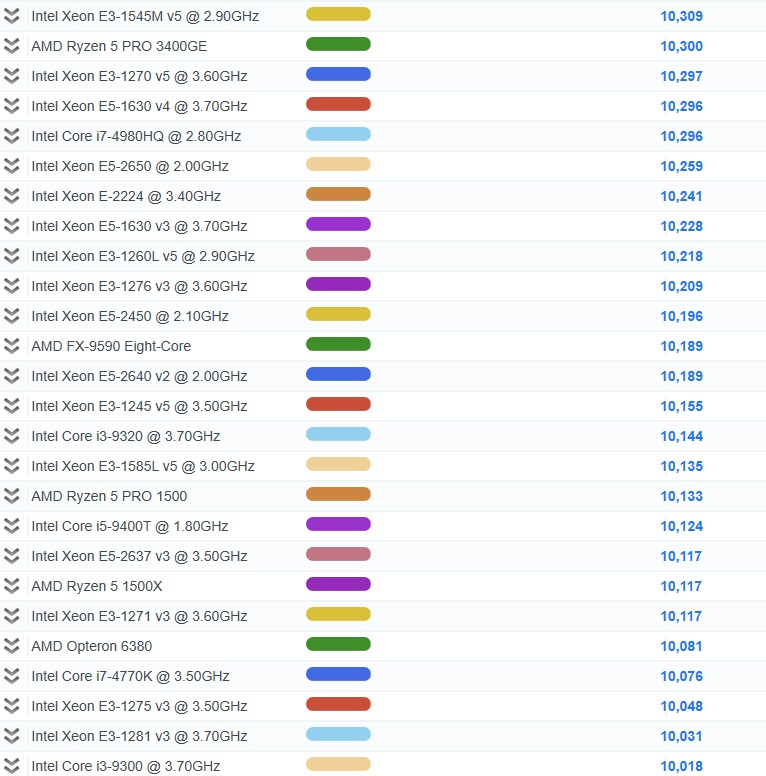 Intel Xeon E3-1545M v5 @ 2.90GHz 10,309
AMD Ryzen 5 PRO 3400GE 10,300
Intel Xeon E3-1270 v5 @ 3.60GHz 10,297
Intel Xeon E5-1630 v4 @ 3.70GHz 10,296
Intel Core i7-4980HQ @ 2.80GHz 10,296
Intel Xeon E5-2650 @ 2.00GHz 10,259
Intel Xeon E-2224 @ 3.40GHz 10,241
Intel Xeon E5-1630 v3 @ 3.70GHz 10,228
Intel Xeon E3-1260L v5 @ 2.90GHz 10,218
Intel Xeon E3-1276 v3 @ 3.60GHz 10,209
Intel Xeon E5-2450 @ 2.10GHz 10,196
AMD FX-9590 Eight-Core 10,189
Intel Xeon E5-2640 v2 @ 2.00GHz 10,189
Intel Xeon E3-1245 v5 @ 3.50GHz 10,155
Intel Core i3-9320 @ 3.70GHz 10,144
Intel Xeon E3-1585L v5 @ 3.00GHz 10,135
AMD Ryzen 5 PRO 1500 10,133
Intel Core i5-9400T @ 1.80GHz 10,124
Intel Xeon E5-2637 v3 @ 3.50GHz 10,117
AMD Ryzen 5 1500X 10,117
Intel Xeon E3-1271 v3 @ 3.60GHz 10,117
AMD Opteron 6380 10,081
Intel Core i7-4770K @ 3.50GHz 10,076
Intel Xeon E3-1275 v3 @ 3.50GHz 10,048
Intel Xeon E3-1281 v3 @ 3.70GHz 10,031
Intel Core i3-9300 @ 3.70GHz 10,018